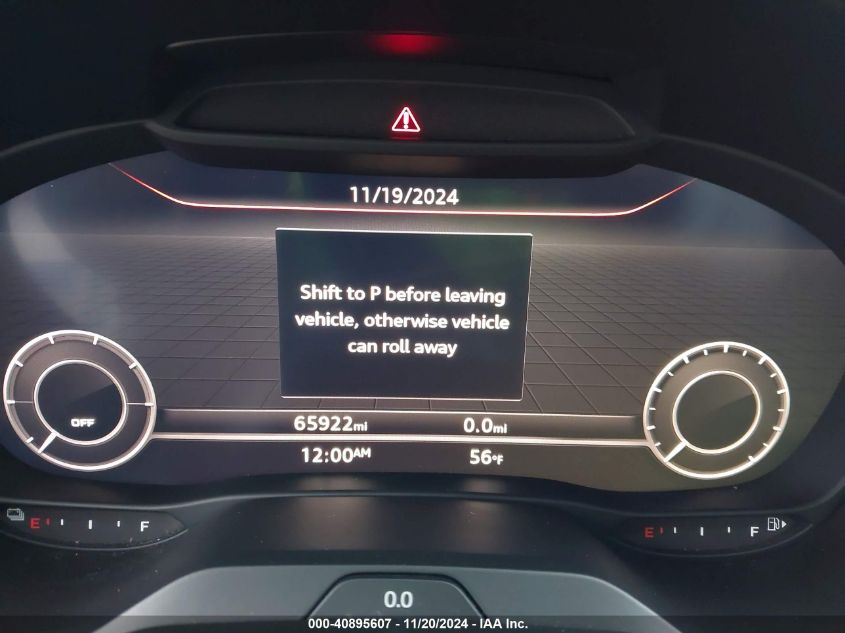 11/19/2024
Shift to P before leaving
vehicle, otherwise vehicle
can roll away
OFF
65922mi 0.0mi
12:00AM 56°F
E I F
E I F
0.0
000-40895607 - 11/20/2024 - IAA Inc.